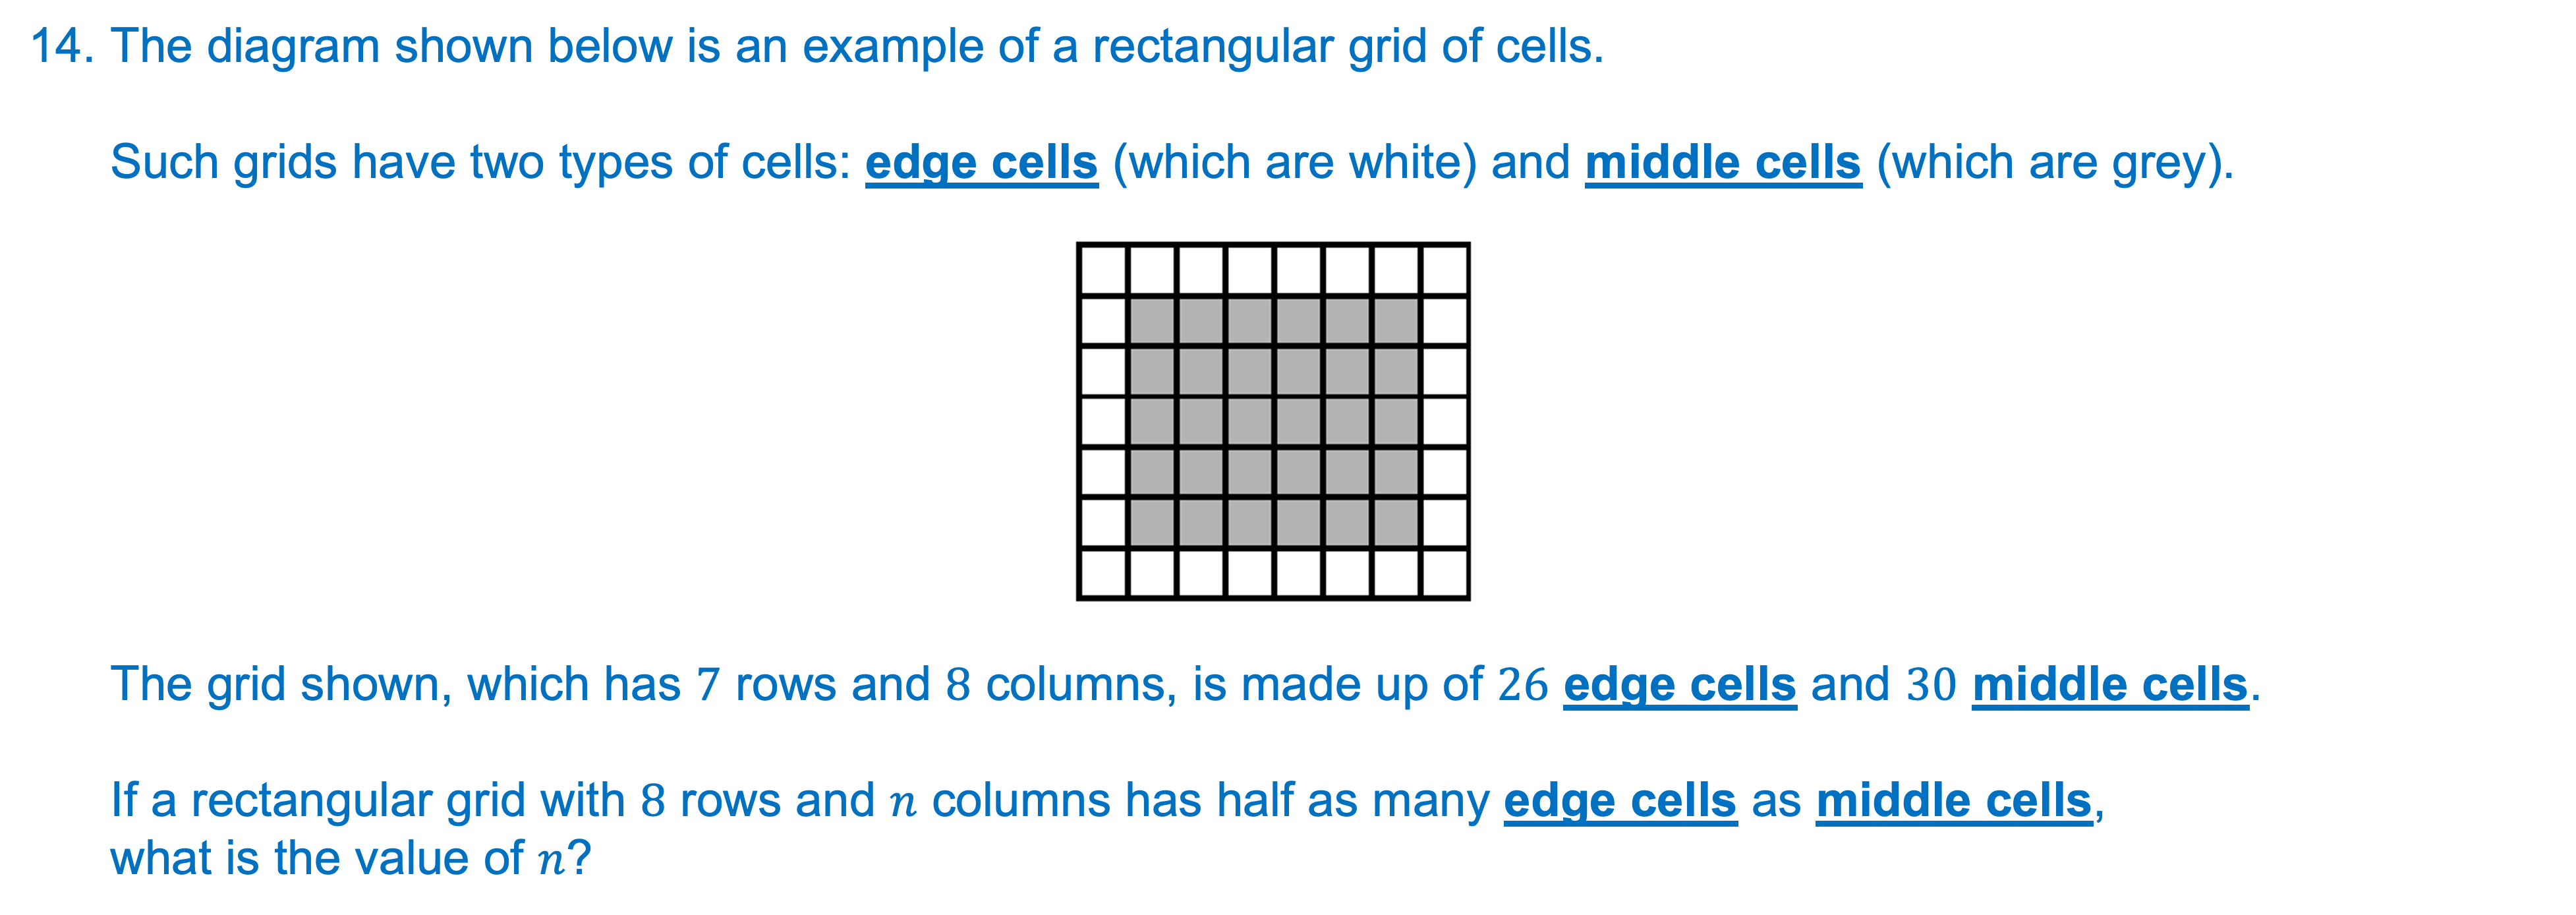 14. The diagram shown below is an example of a rectangular grid of cells.
Such grids have two types of cells: edge cells (which are white) and middle cells (which are grey).
The grid shown, which has 7 rows and 8 columns, is made up of 26 edge cells and 30 middle cells.
If a rectangular grid with 8 rows and n columns has half as many edge cells as middle cells,
what is the value of n?